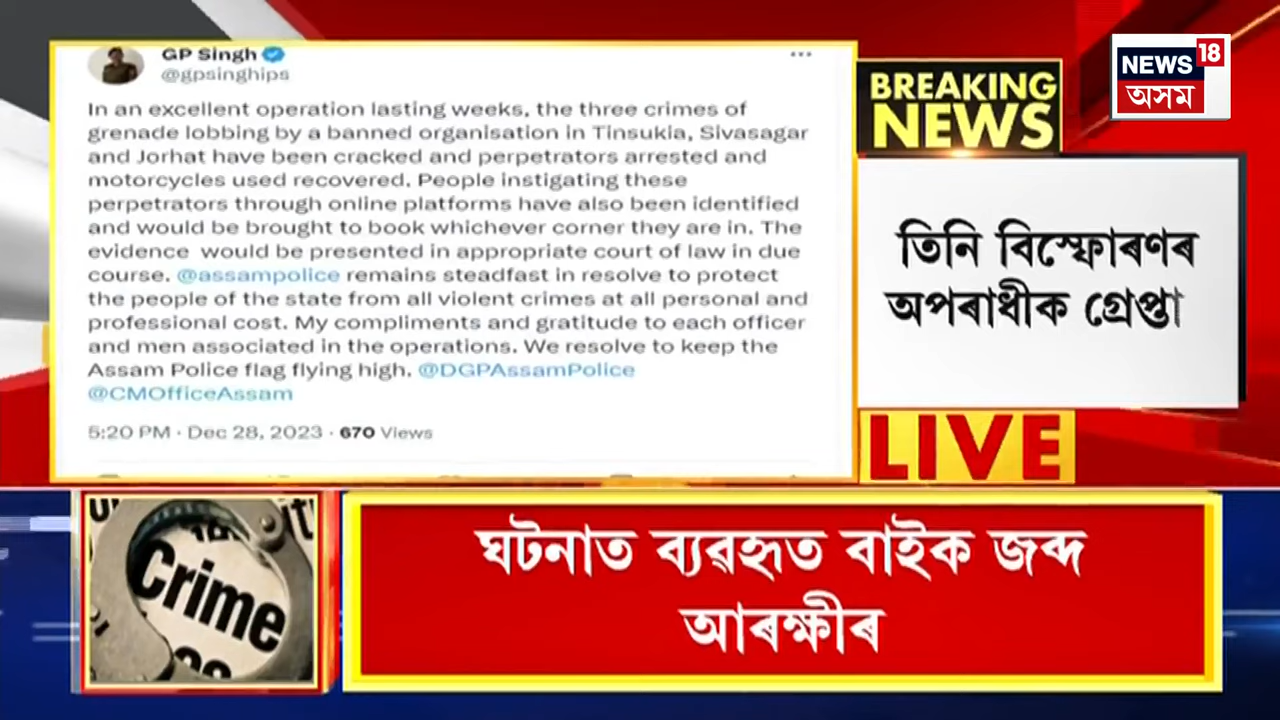 GP Singh
@gpsinghips
In an excellent operation lasting weeks, the three crimes of
grenade lobbing by a banned organisation in Tinsukia, Sivasagar
and Jorhat have been cracked and perpetrators arrested and
motorcycles used recovered. People instigating these
perpetrators through online platforms have also been identified
and would be brought to book whichever corner they are in. The
evidence would be presented in appropriate court of law in due
course. @assampolice remains steadfast in resolve to protect
the people of the state from all violent crimes at all personal and
professional cost. My compliments and gratitude to each officer
and men associated in the operations. We resolve to keep the
Assam Police flag flying high. @DGPAssamPolice
@CMOfficeAssam
5:20 PM · Dec 28, 2023 · 670 Views
BREAKING
NEWS
NEWS 18
অসম
তিনি বিস্ফোৰণৰ
অপৰাধীক গ্ৰেপ্তা
LIVE
Crime
ঘটনাত ব্যৱহৃত বাইক জব্দ
আৰক্ষীৰ